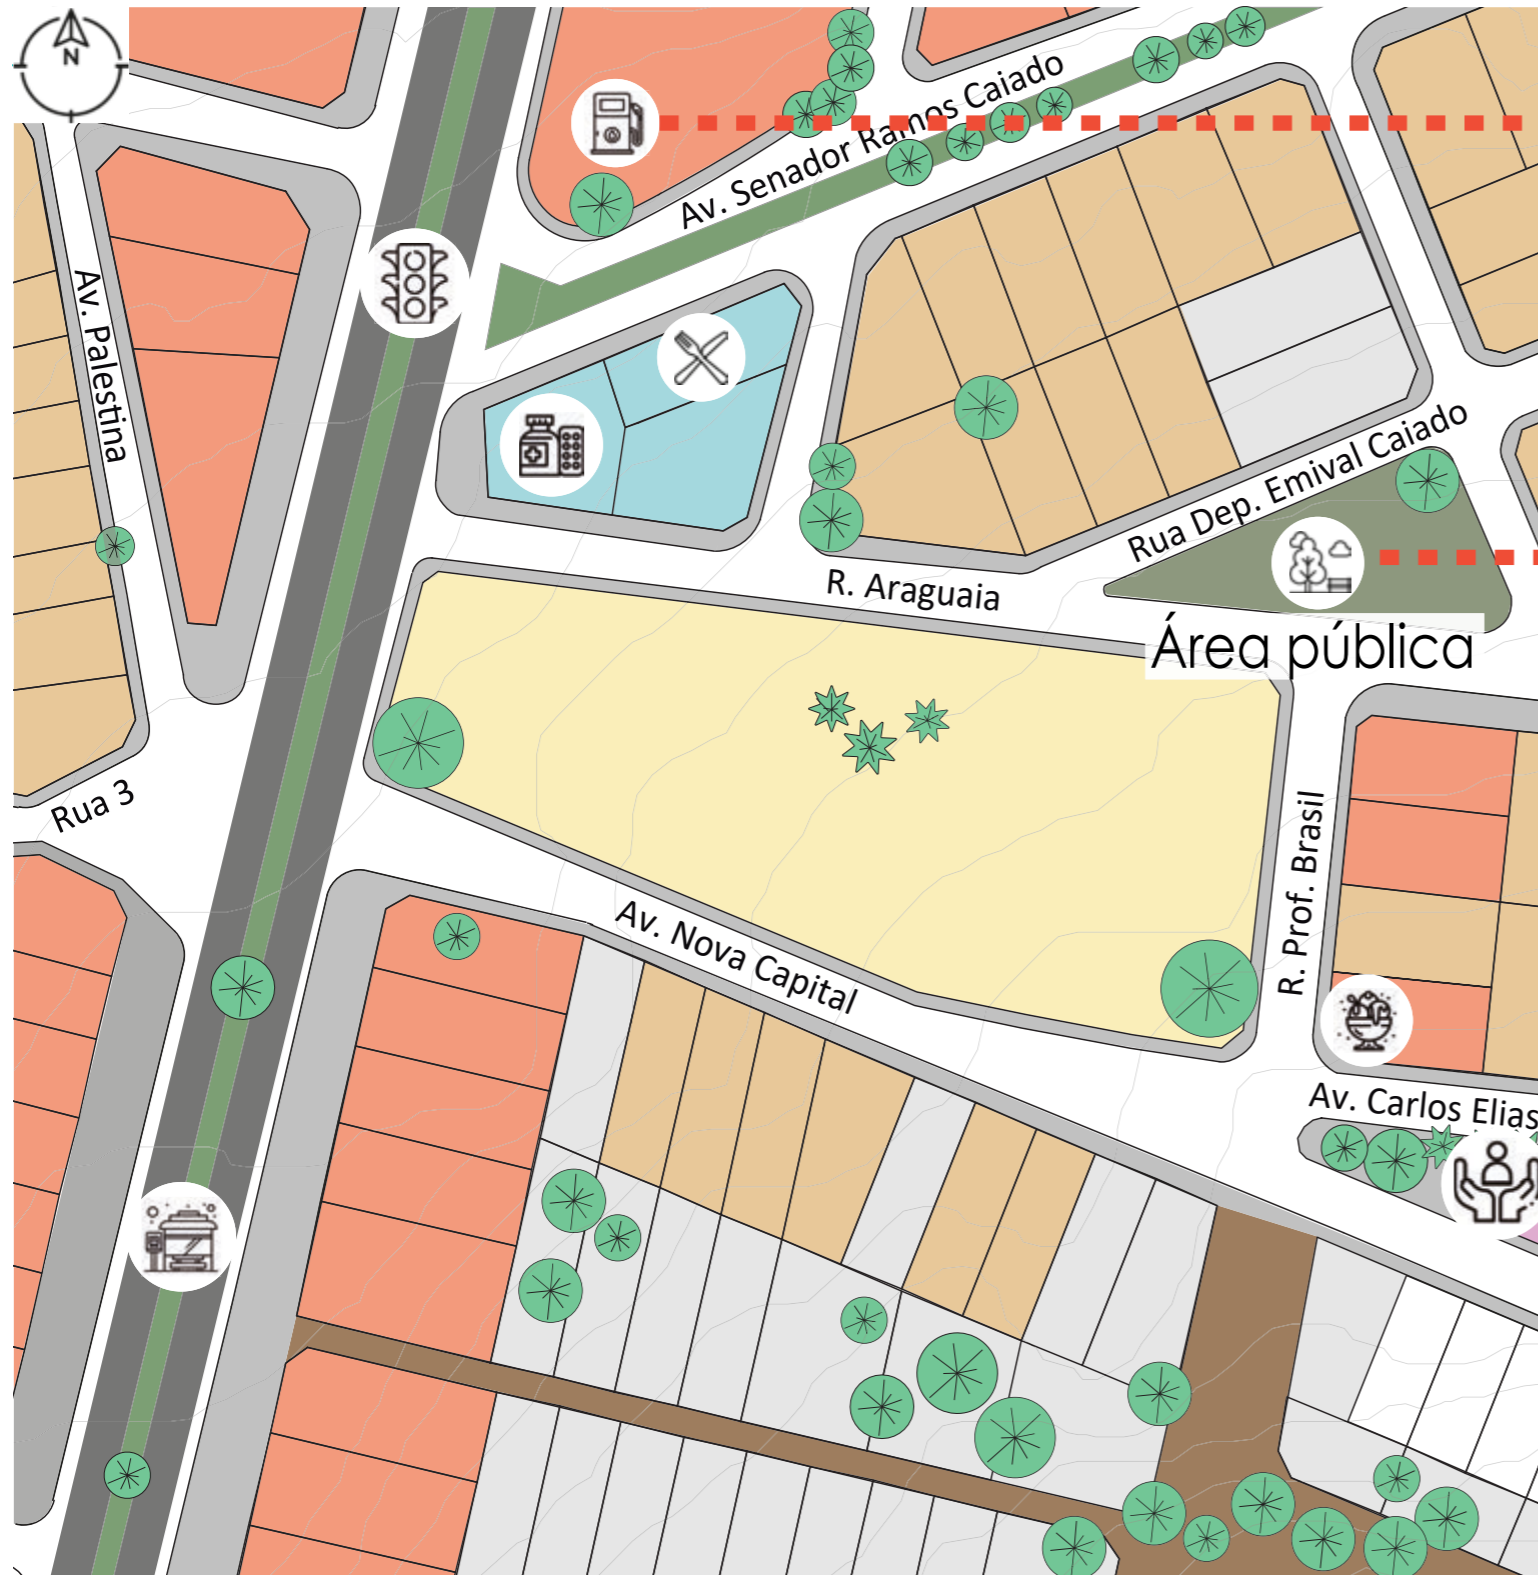 N
Av. Senador Ramos Caiado
Av. Palestina
Rua Dep. Emival Caiado
R. Araguaia
Área pública
Rua 3
R. Prof. Brasil
Av. Nova Capital
Av. Carlos Elias